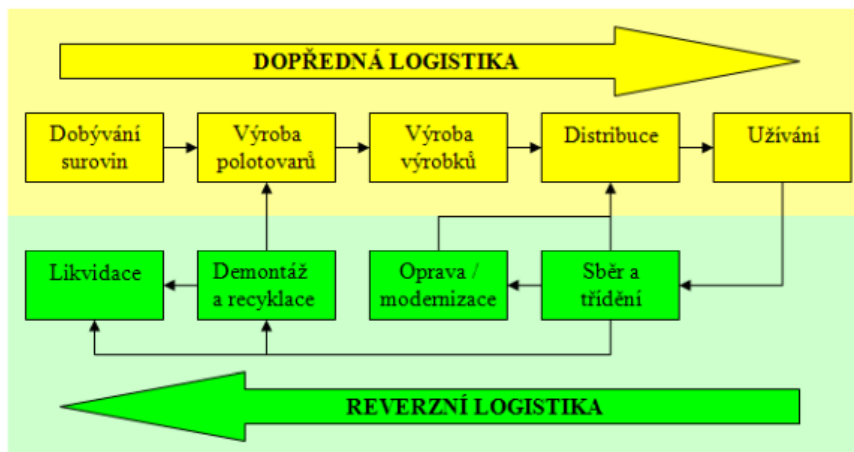 DOPŘEDNÁ LOGISTIKA
Dobývání
surovin
Výroba
polotovarů
Výroba
výrobků
Distribuce
Užívání
Likvidace
Demontáž
a recyklace
Oprava /
modernizace
Sběr a
třídění
REVERZNÍ LOGISTIKA